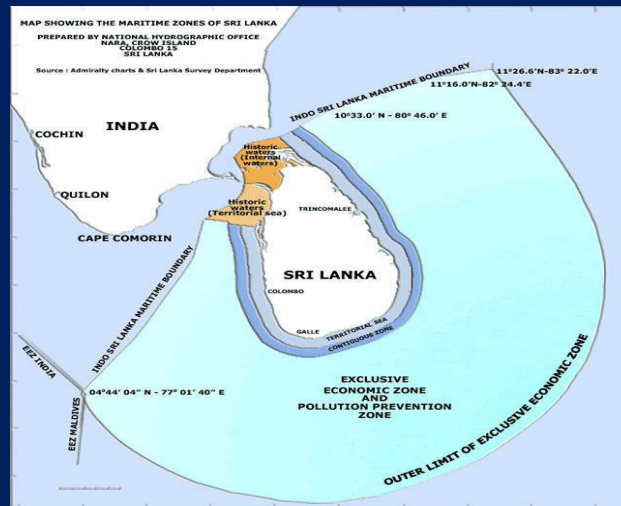 MAP SHOWING THE MARITIME ZONES OF SRI LANKA
PREPARED BY NATIONAL HYDROGRAPHIC OFFICE
NARA, CROW ISLAND
COLOMBO 15
SRI LANKA
Source : Admiralty charts & Sri Lanka Survey Department
11°26.6'N-83° 22.0'E
11°16.0'N-82° 24.4'E
INDO SRI LANKA MARITIME BOUNDARY
10°33.0' N - 80° 46.0' E
INDIA
COCHIN
Historic
waters
(Internal
waters)
QUILON
Historic
waters
(Territorial sea)
TRINCOMALEE
CAPE COMORIN
SRI LANKA
INDO SRI LANKA MARITIME BOUNDARY
COLOMBO
GALLE
TERRITORIAL SEA
CONTIGUOUS ZONE
EEZ INDIA
EXCLUSIVE
ECONOMIC ZONE
AND
POLLUTION PREVENTION
ZONE
04°44' 04" N - 77° 01' 40" E
EEZ MALDIVES
OUTER LIMIT OF EXCLUSIVE ECONOMIC ZONE